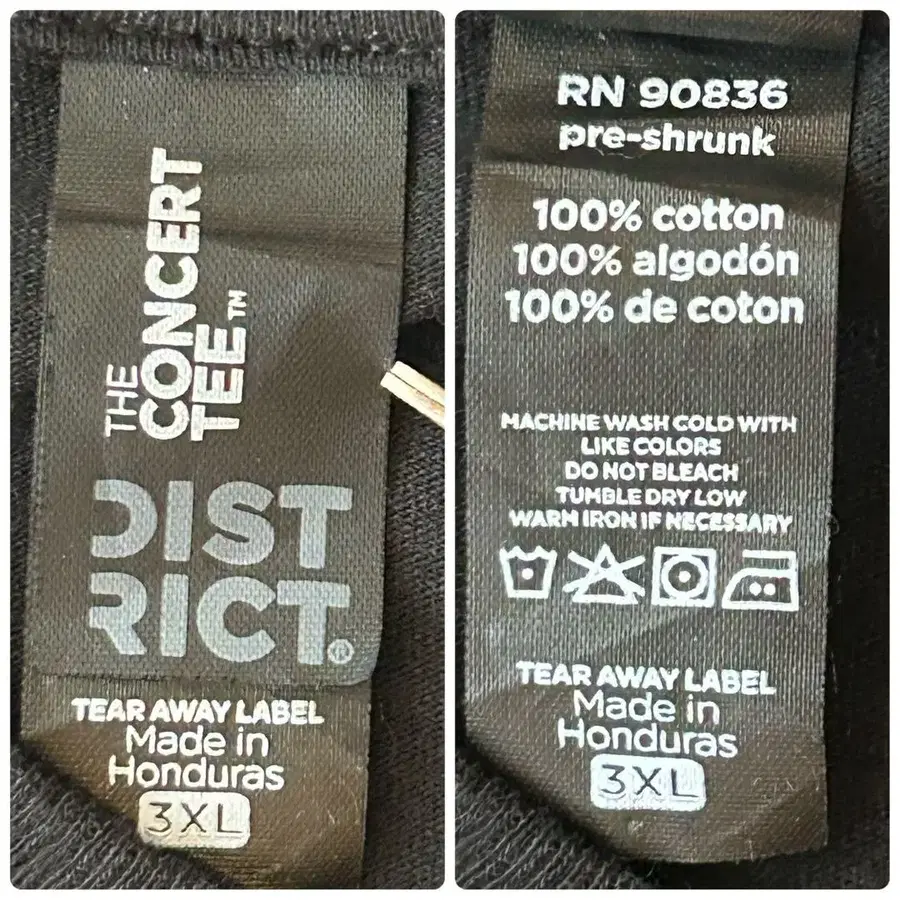 THE
CONCERT
TEE™
DIST
RICT®
TEAR AWAY LABEL
Made in
Honduras
3XL
RN 90836
pre-shrunk
100% cotton
100% algodón
100% de coton
MACHINE WASH COLD WITH
LIKE COLORS
DO NOT BLEACH
TUMBLE DRY LOW
WARM IRON IF NECESSARY
TEAR AWAY LABEL
Made in
Honduras
3XL